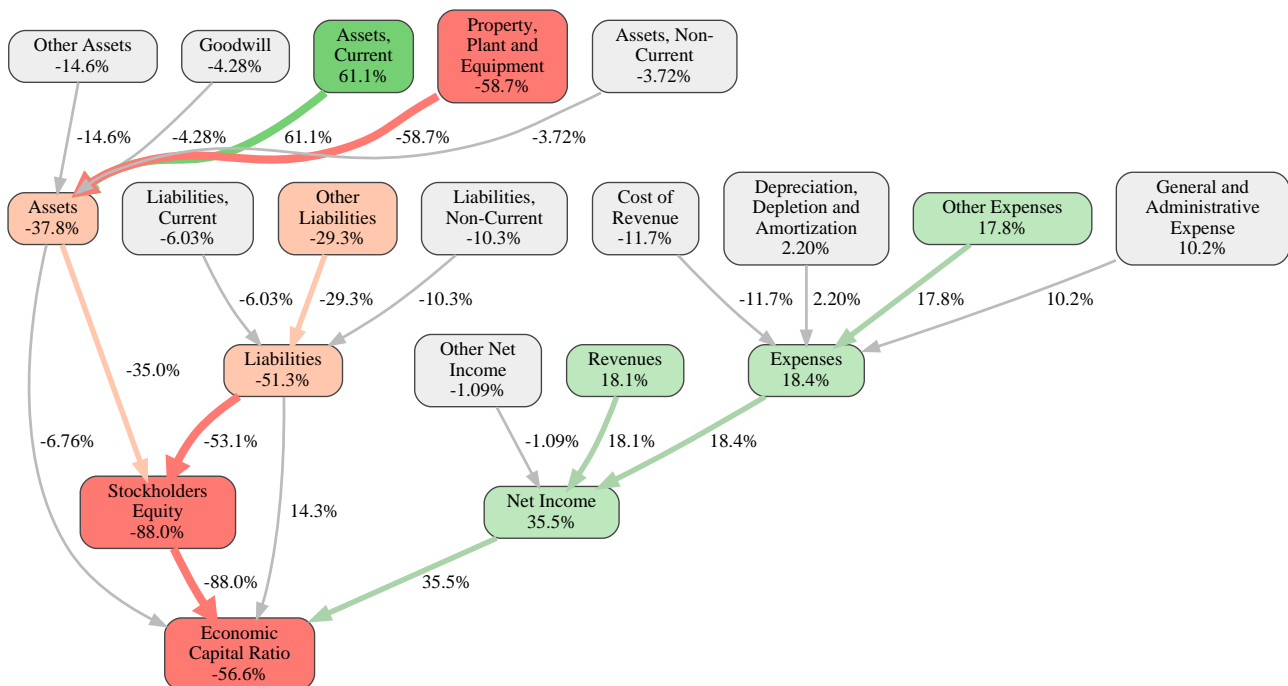 Other Assets
-14.6%
Goodwill
-4.28%
Assets,
Current
61.1%
Property,
Plant and
Equipment
-58.7%
Assets, Non-
Current
-3.72%
-14.6%
-4.28%
61.1%
-58.7%
-3.72%
Assets
-37.8%
Liabilities,
Current
-6.03%
Other
Liabilities
-29.3%
Liabilities,
Non-Current
-10.3%
Cost of
Revenue
-11.7%
Depreciation,
Depletion and
Amortization
2.20%
Other Expenses
17.8%
General and
Administrative
Expense
10.2%
-6.03%
-29.3%
-10.3%
-11.7%
2.20%
17.8%
10.2%
-35.0%
Liabilities
-51.3%
Other Net
Income
-1.09%
Revenues
18.1%
Expenses
18.4%
-6.76%
-53.1%
-1.09%
18.1%
18.4%
Stockholders
Equity
-88.0%
14.3%
Net Income
35.5%
-88.0%
35.5%
Economic
Capital Ratio
-56.6%